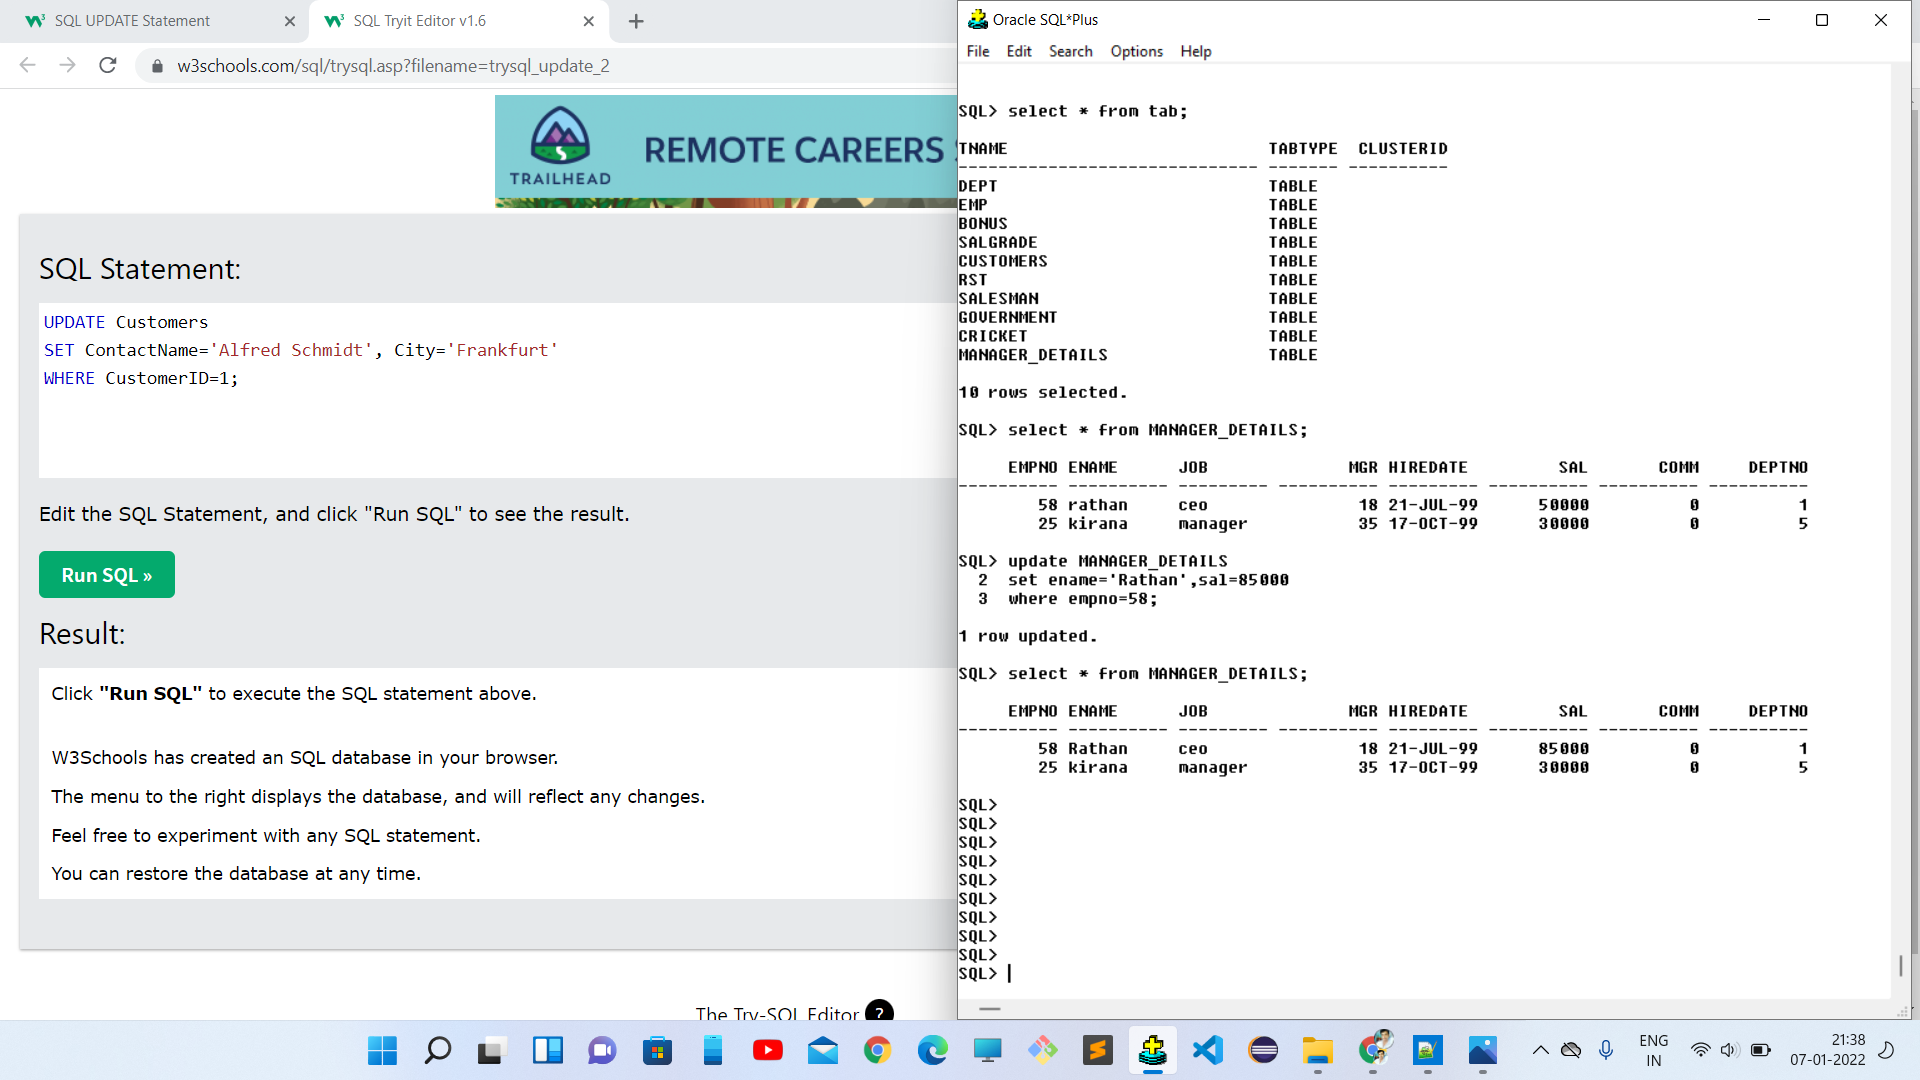 SQL UPDATE Statement
SQL Tryit Editor v1.6
w3schools.com/sql/trysql.asp?filename=trysql_update_2
TRAILHEAD
REMOTE CAREERS
SQL Statement:
UPDATE Customers
SET ContactName='Alfred Schmidt', City='Frankfurt'
WHERE CustomerID=1;
Edit the SQL Statement, and click "Run SQL" to see the result.
Run SQL »
Result:
Click "Run SQL" to execute the SQL statement above.
W3Schools has created an SQL database in your browser.
The menu to the right displays the database, and will reflect any changes.
Feel free to experiment with any SQL statement.
You can restore the database at any time.
The Try-SQL Editor ?
Oracle SQL*Plus
File Edit Search Options Help
SQL> select * from tab;
TNAME TABTYPE CLUSTERID
------------------------------ ------- ----------
DEPT TABLE
EMP TABLE
BONUS TABLE
SALGRADE TABLE
CUSTOMERS TABLE
RST TABLE
SALESMAN TABLE
GOVERNMENT TABLE
CRICKET TABLE
MANAGER_DETAILS TABLE
10 rows selected.
SQL> select * from MANAGER_DETAILS;
EMPNO ENAME JOB MGR HIREDATE SAL COMM DEPTNO
---------- ---------- --------- ---------- --------- ---------- ---------- ----------
58 rathan ceo 18 21-JUL-99 50000 0 1
25 kirana manager 35 17-OCT-99 30000 0 5
SQL> update MANAGER_DETAILS
2 set ename='Rathan',sal=85000
3 where empno=58;
1 row updated.
SQL> select * from MANAGER_DETAILS;
EMPNO ENAME JOB MGR HIREDATE SAL COMM DEPTNO
---------- ---------- --------- ---------- --------- ---------- ---------- ----------
58 Rathan ceo 18 21-JUL-99 85000 0 1
25 kirana manager 35 17-OCT-99 30000 0 5
SQL>
SQL>
SQL>
SQL>
SQL>
SQL>
SQL>
SQL>
SQL>
SQL>
ENG
IN
21:38
07-01-2022